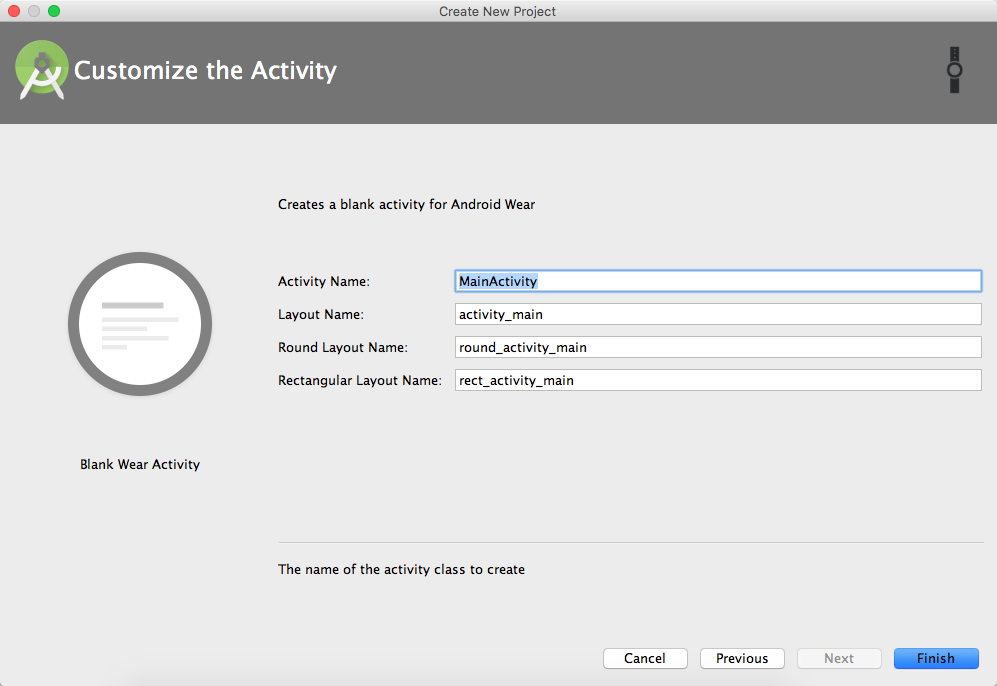 Create New Project
Customize the Activity
Creates a blank activity for Android Wear
Activity Name: MainActivity
Layout Name: activity_main
Round Layout Name: round_activity_main
Rectangular Layout Name: rect_activity_main
Blank Wear Activity
The name of the activity class to create
Cancel Previous Next Finish